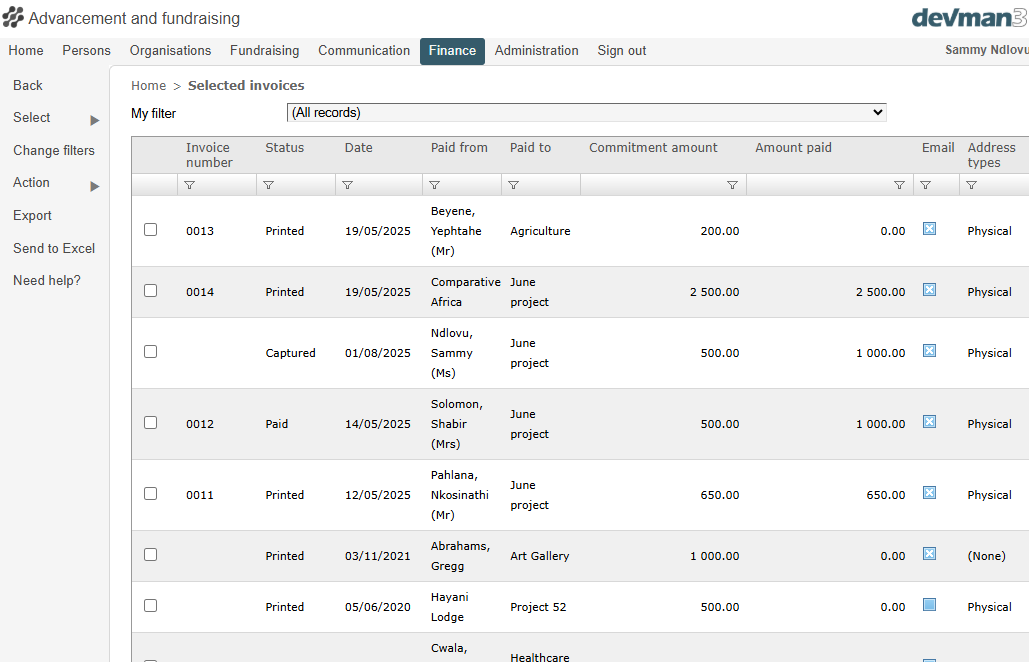 Advancement and fundraising
devman3
Home Persons Organisations Fundraising Communication Finance Administration Sign out Sammy Ndlovu
Back
Select
Change filters
Action
Export
Send to Excel
Need help?
Home > Selected invoices
My filter (All records)
Invoice number Status Date Paid from Paid to Commitment amount Amount paid Email Address types
0013 Printed 19/05/2025 Beyene, Yephtahe (Mr) Agriculture 200.00 0.00 Physical
0014 Printed 19/05/2025 Comparative Africa June project 2 500.00 2 500.00 Physical
Captured 01/08/2025 Ndlovu, Sammy (Ms) June project 500.00 1 000.00 Physical
0012 Paid 14/05/2025 Solomon, Shabir (Mrs) June project 500.00 1 000.00 Physical
0011 Printed 12/05/2025 Pahlana, Nkosinathi (Mr) June project 650.00 650.00 Physical
Printed 03/11/2021 Abrahams, Gregg Art Gallery 1 000.00 0.00 (None)
Printed 05/06/2020 Hayani Lodge Project 52 500.00 0.00 Physical
Cwala, Healthcare